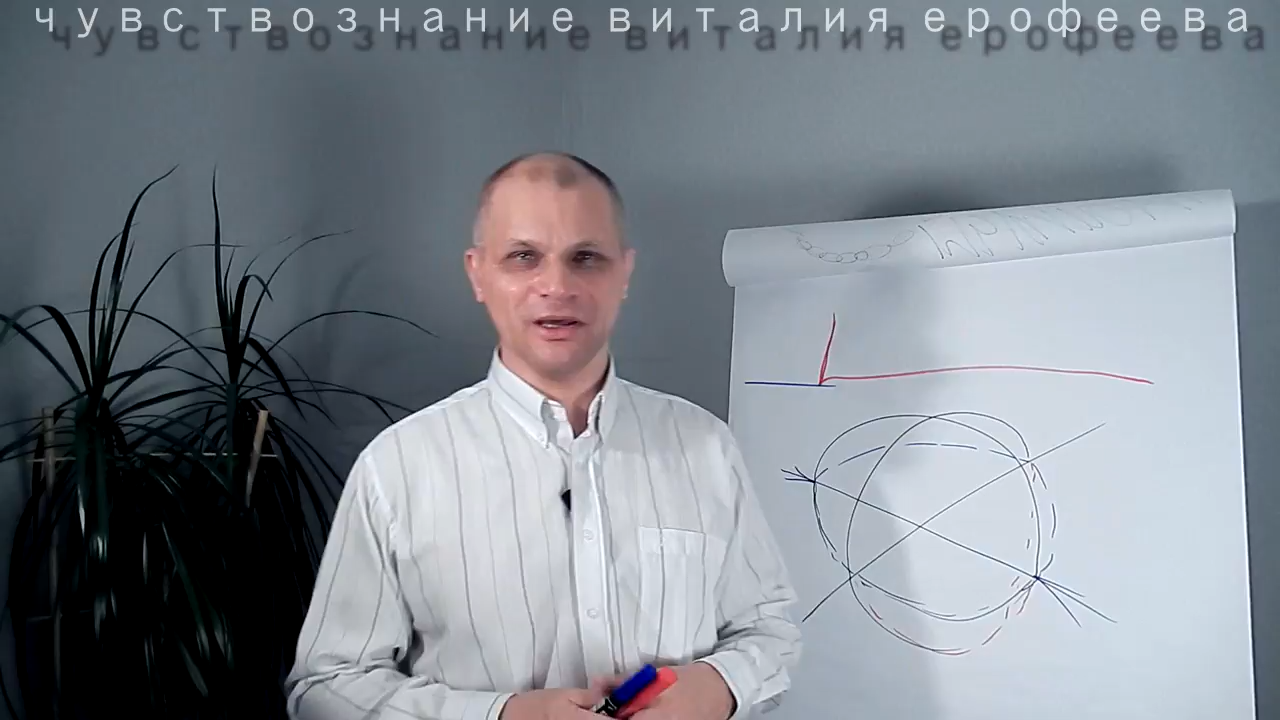 чувствознание виталия ерофеева